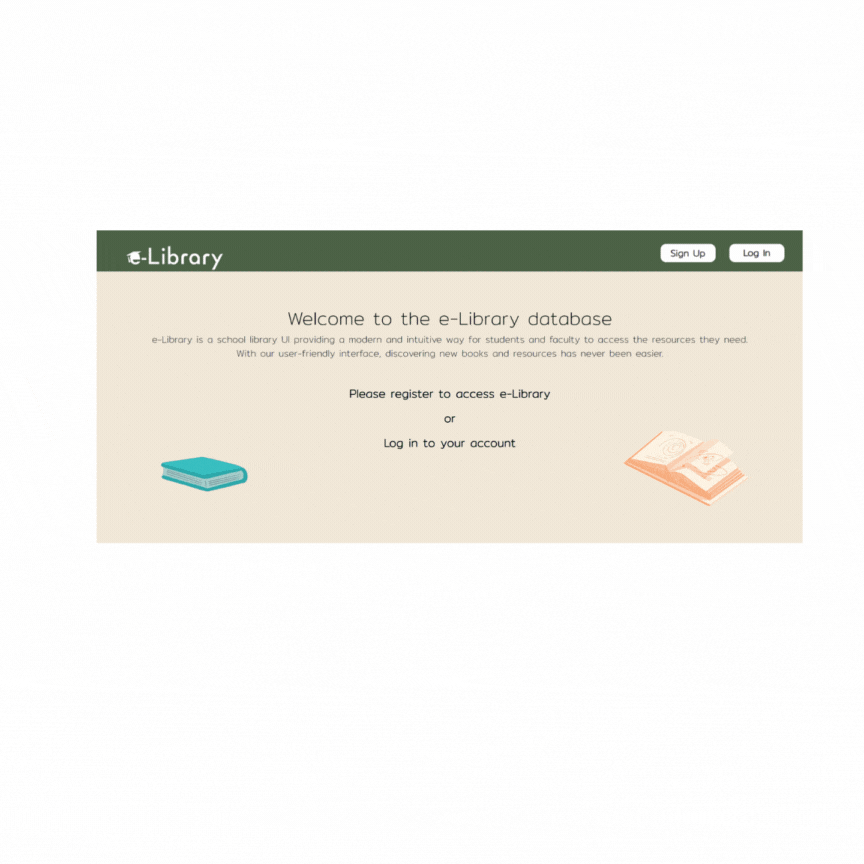 e-Library
Sign Up
Log In
Welcome to the e-Library database
e-Library is a school library UI providing a modern and intuitive way for students and faculty to access the resources they need.
With our user-friendly interface, discovering new books and resources has never been easier.
Please register to access e-Library
or
Log in to your account